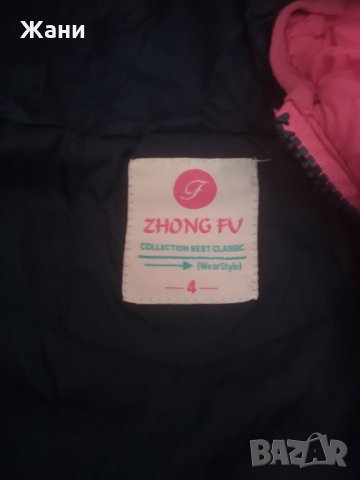 Жани
F
ZHONG FU
COLLECTION BEST CLASSIC
(WearStyle)
4
BAZAR